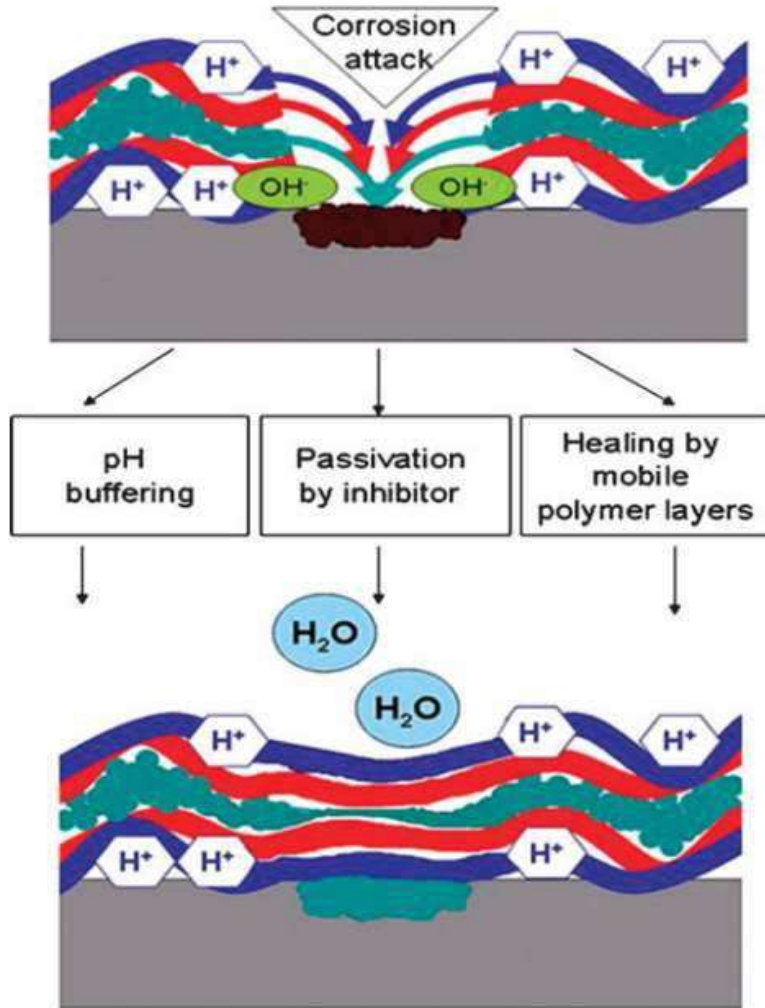 Corrosion
attack
H⁺
H⁺
H⁺
H⁺
H⁺
OH⁻
OH⁻
H⁺
pH
buffering
Passivation
by inhibitor
Healing by
mobile
polymer layers
H₂O
H₂O
H⁺
H⁺
H⁺
H⁺
H⁺
H⁺